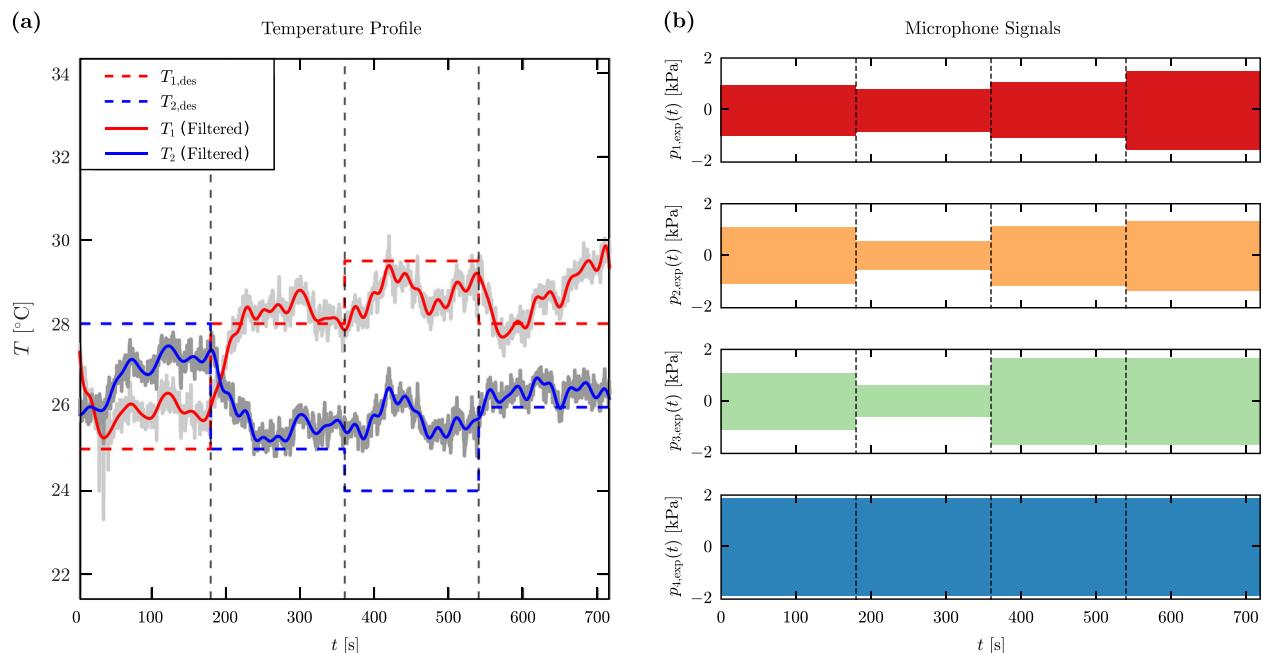 (a)
Temperature Profile
T [°C]
34
32
30
28
26
24
22
T₁,des
T₂,des
T₁ (Filtered)
T₂ (Filtered)
0 100 200 300 400 500 600 700
t [s]
(b)
Microphone Signals
p₁,exp(t) [kPa]
2
0
−2
p₂,exp(t) [kPa]
2
0
−2
p₃,exp(t) [kPa]
2
0
−2
p₄,exp(t) [kPa]
2
0
−2
0 100 200 300 400 500 600 700
t [s]